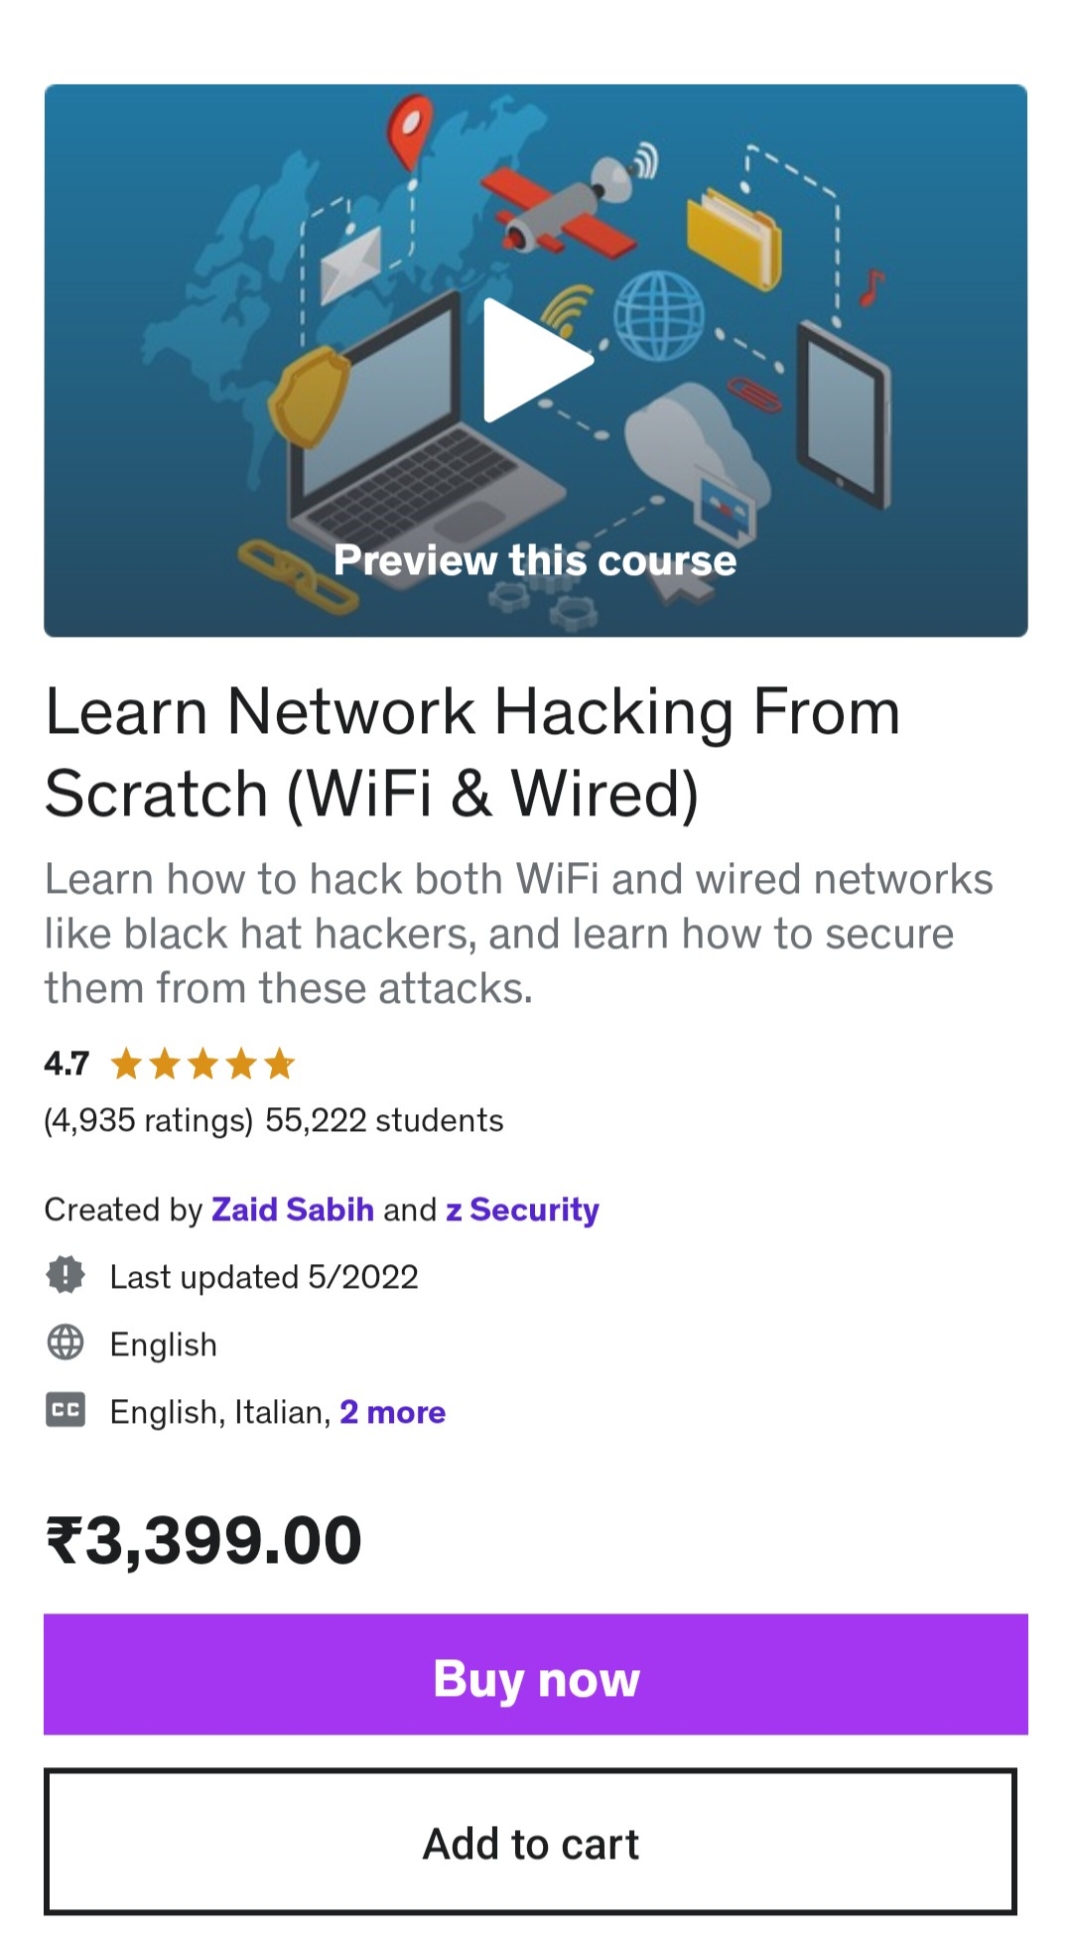 Preview this course
Learn Network Hacking From
Scratch (WiFi & Wired)
Learn how to hack both WiFi and wired networks
like black hat hackers, and learn how to secure
them from these attacks.
4.7
(4,935 ratings) 55,222 students
Created by Zaid Sabih and z Security
Last updated 5/2022
English
CC English, Italian, 2 more
₹3,399.00
Buy now
Add to cart